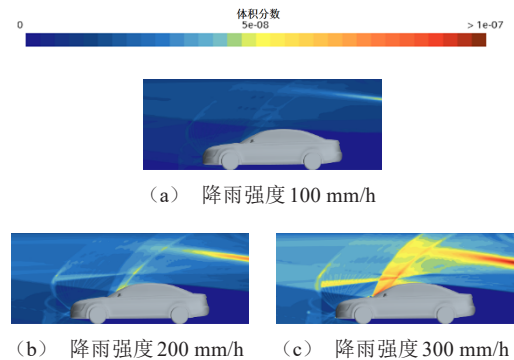 体积分数
0 5e-08 > 1e-07
（a） 降雨强度 100 mm/h
（b） 降雨强度 200 mm/h （c） 降雨强度 300 mm/h